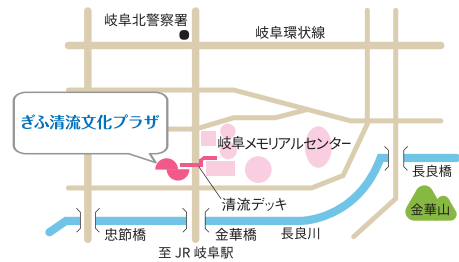 岐阜北警察署
岐阜環状線
ぎふ清流文化プラザ
岐阜メモリアルセンター
長良橋
清流デッキ
金華山
忠節橋
金華橋
長良川
至 JR 岐阜駅